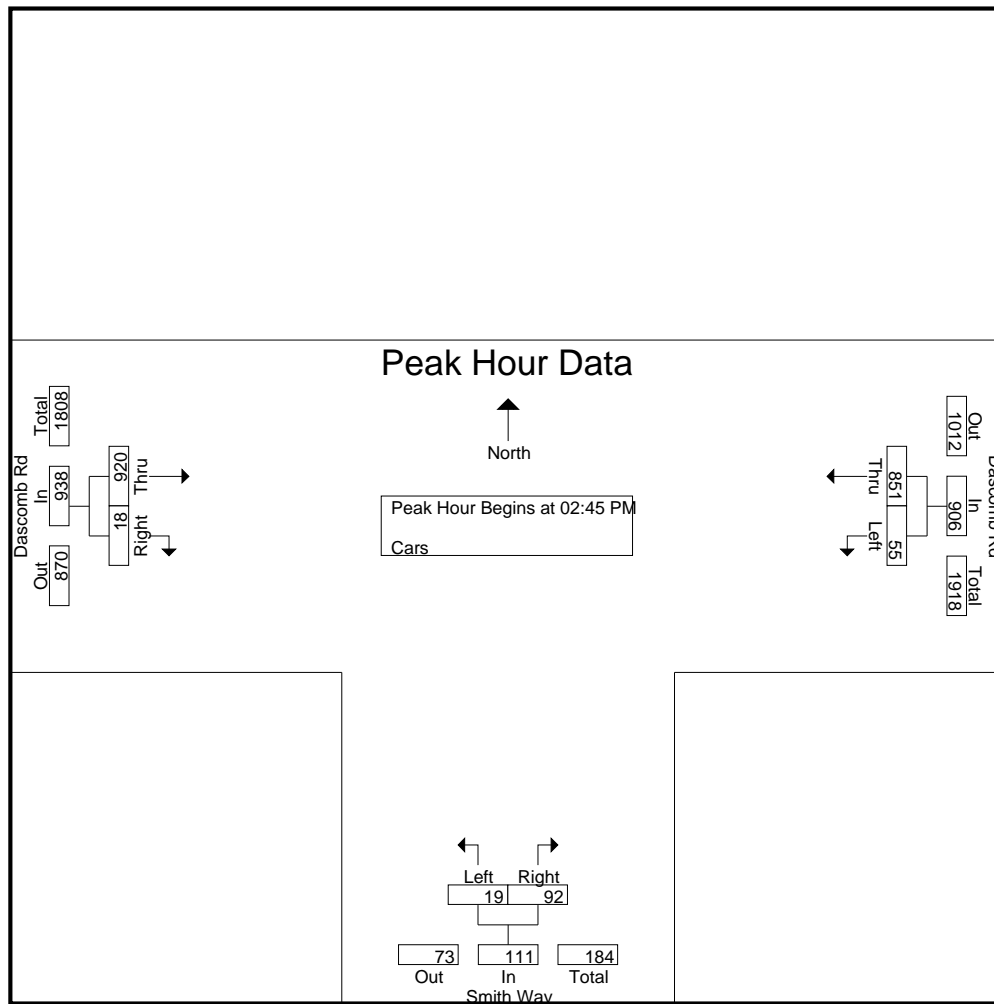 Peak Hour Data
North
Peak Hour Begins at 02:45 PM
Cars
Dascomb Rd
Total
1808
In
938
Out
870
920
Thru
18
Right
Dascomb Rd
Out
1012
In
906
Total
1918
Thru
851
Left
55
Left
Right
19
92
73
111
184
Out
In
Total
Smith Way